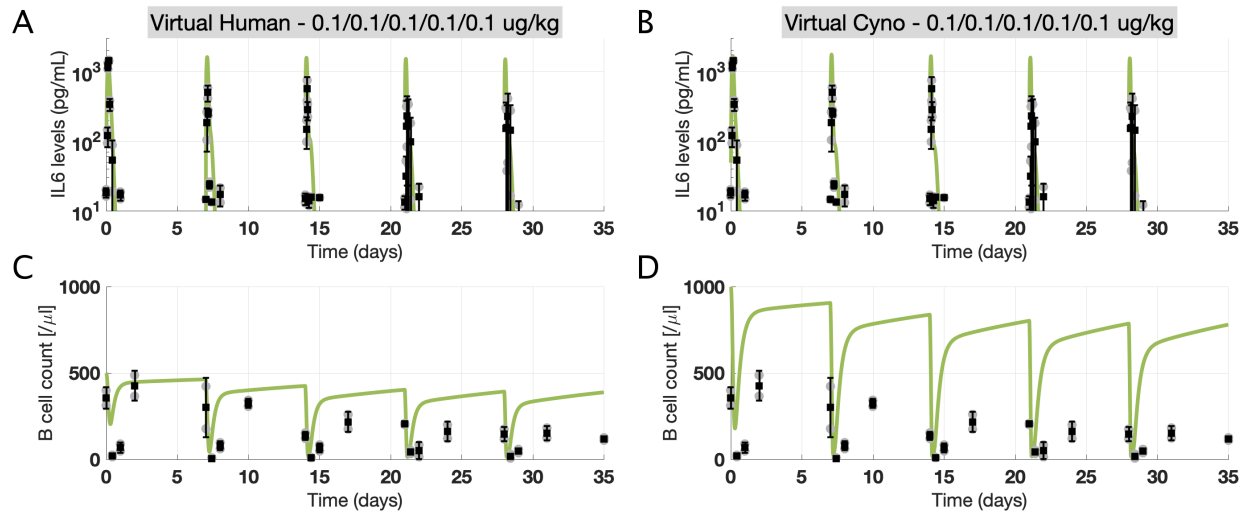 A
Virtual Human - 0.1/0.1/0.1/0.1/0.1 ug/kg
IL6 levels (pg/mL)
10³
10²
10¹
0 5 10 15 20 25 30 35
Time (days)
B
Virtual Cyno - 0.1/0.1/0.1/0.1/0.1 ug/kg
IL6 levels (pg/mL)
10³
10²
10¹
0 5 10 15 20 25 30 35
Time (days)
C
B cell count [/μl]
1000
500
0
0 5 10 15 20 25 30 35
Time (days)
D
B cell count [/μl]
1000
500
0
0 5 10 15 20 25 30 35
Time (days)